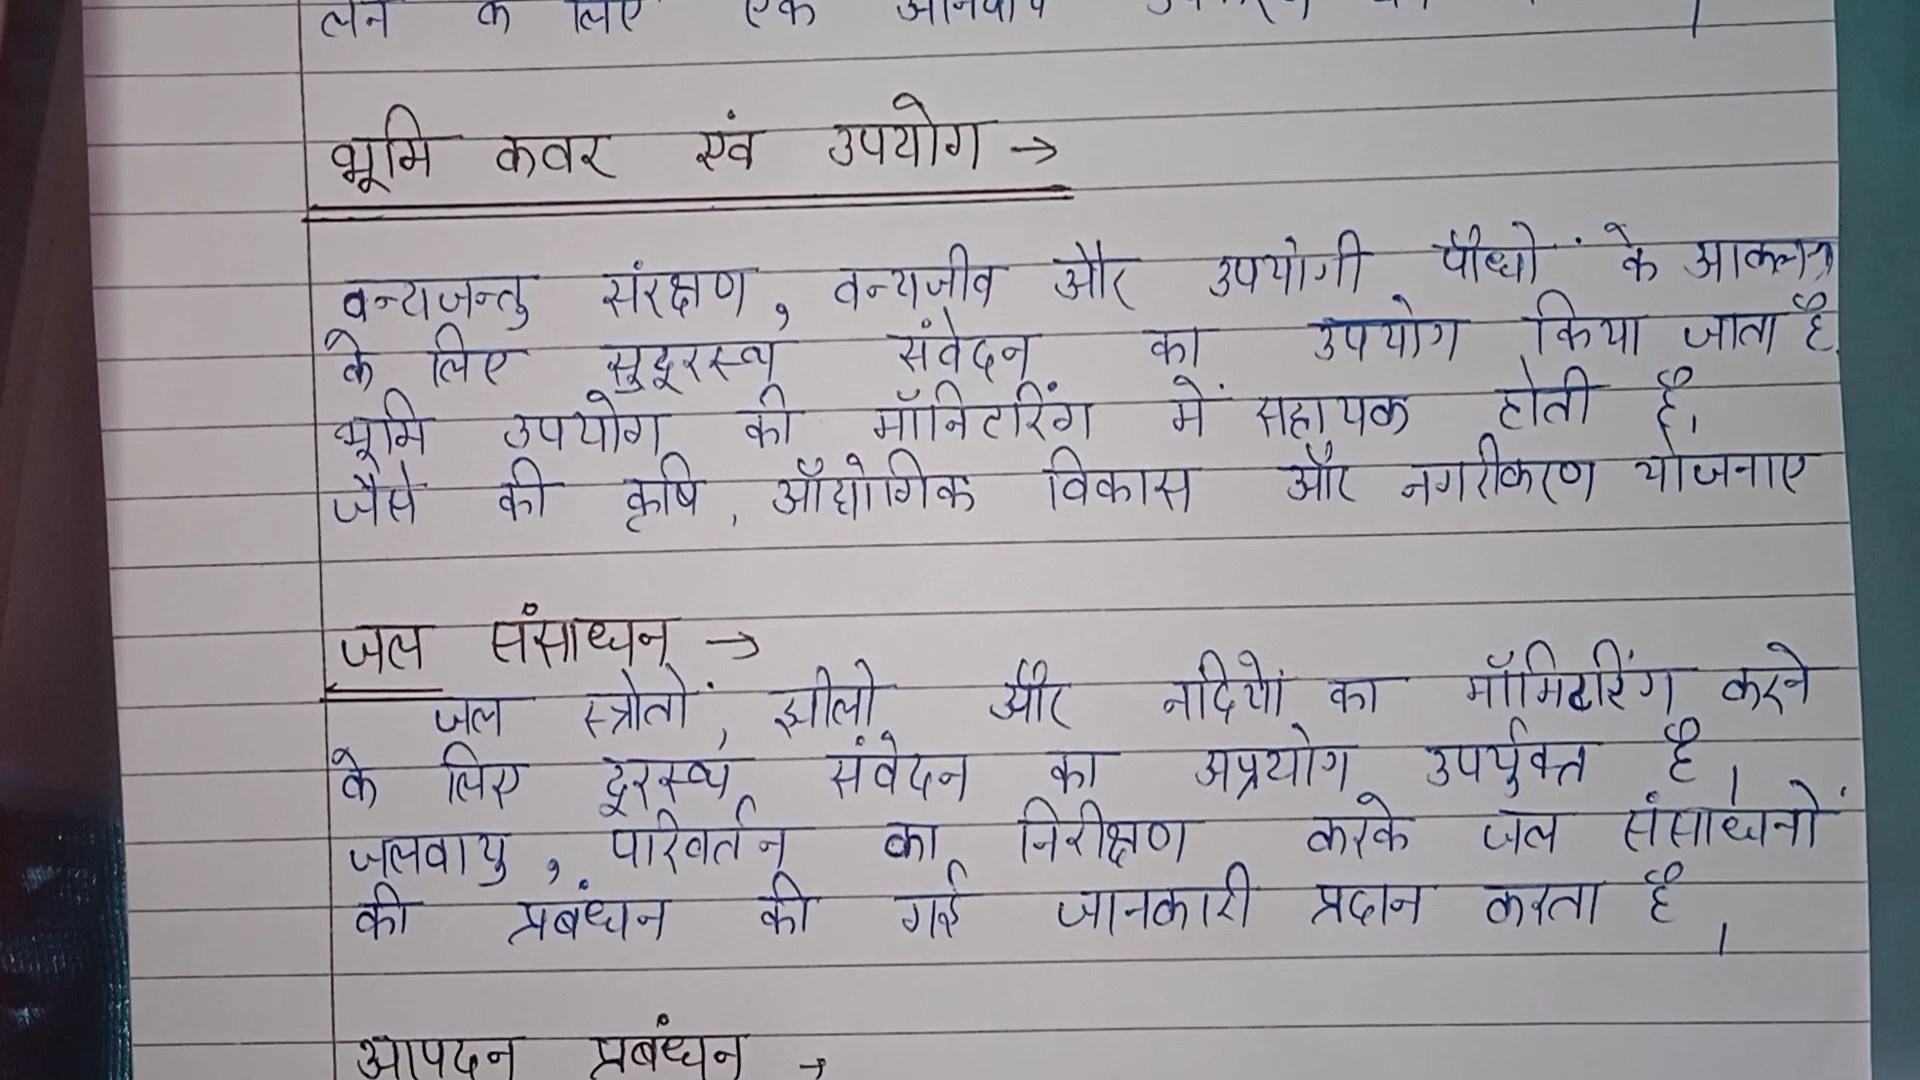 लेने के लिए एक अनिवार्य
भूमि कवर एवं उपयोग →
वन्यजन्तु संरक्षण, वन्यजीव और उपयोगी पौधों के आकलन
के लिए सुदूरस्थ संवेदन का उपयोग किया जाता है
भूमि उपयोग की मॉनिटरिंग में सहायक होती है,
जैसे की कृषि, औद्योगिक विकास और नगरीकरण योजनाए
जल संसाधन →
जल स्त्रोतों, झीलो और नदियों का मॉमिटरिंग करने
के लिए दूरस्थ संवेदन का अप्रयोग उपर्युक्त है।
जलवायु, परिवर्तन का निरीक्षण करके जल संसाधनों
की प्रबंधन की गई जानकारी प्रदान करता है।
आपदन प्रबंधन →